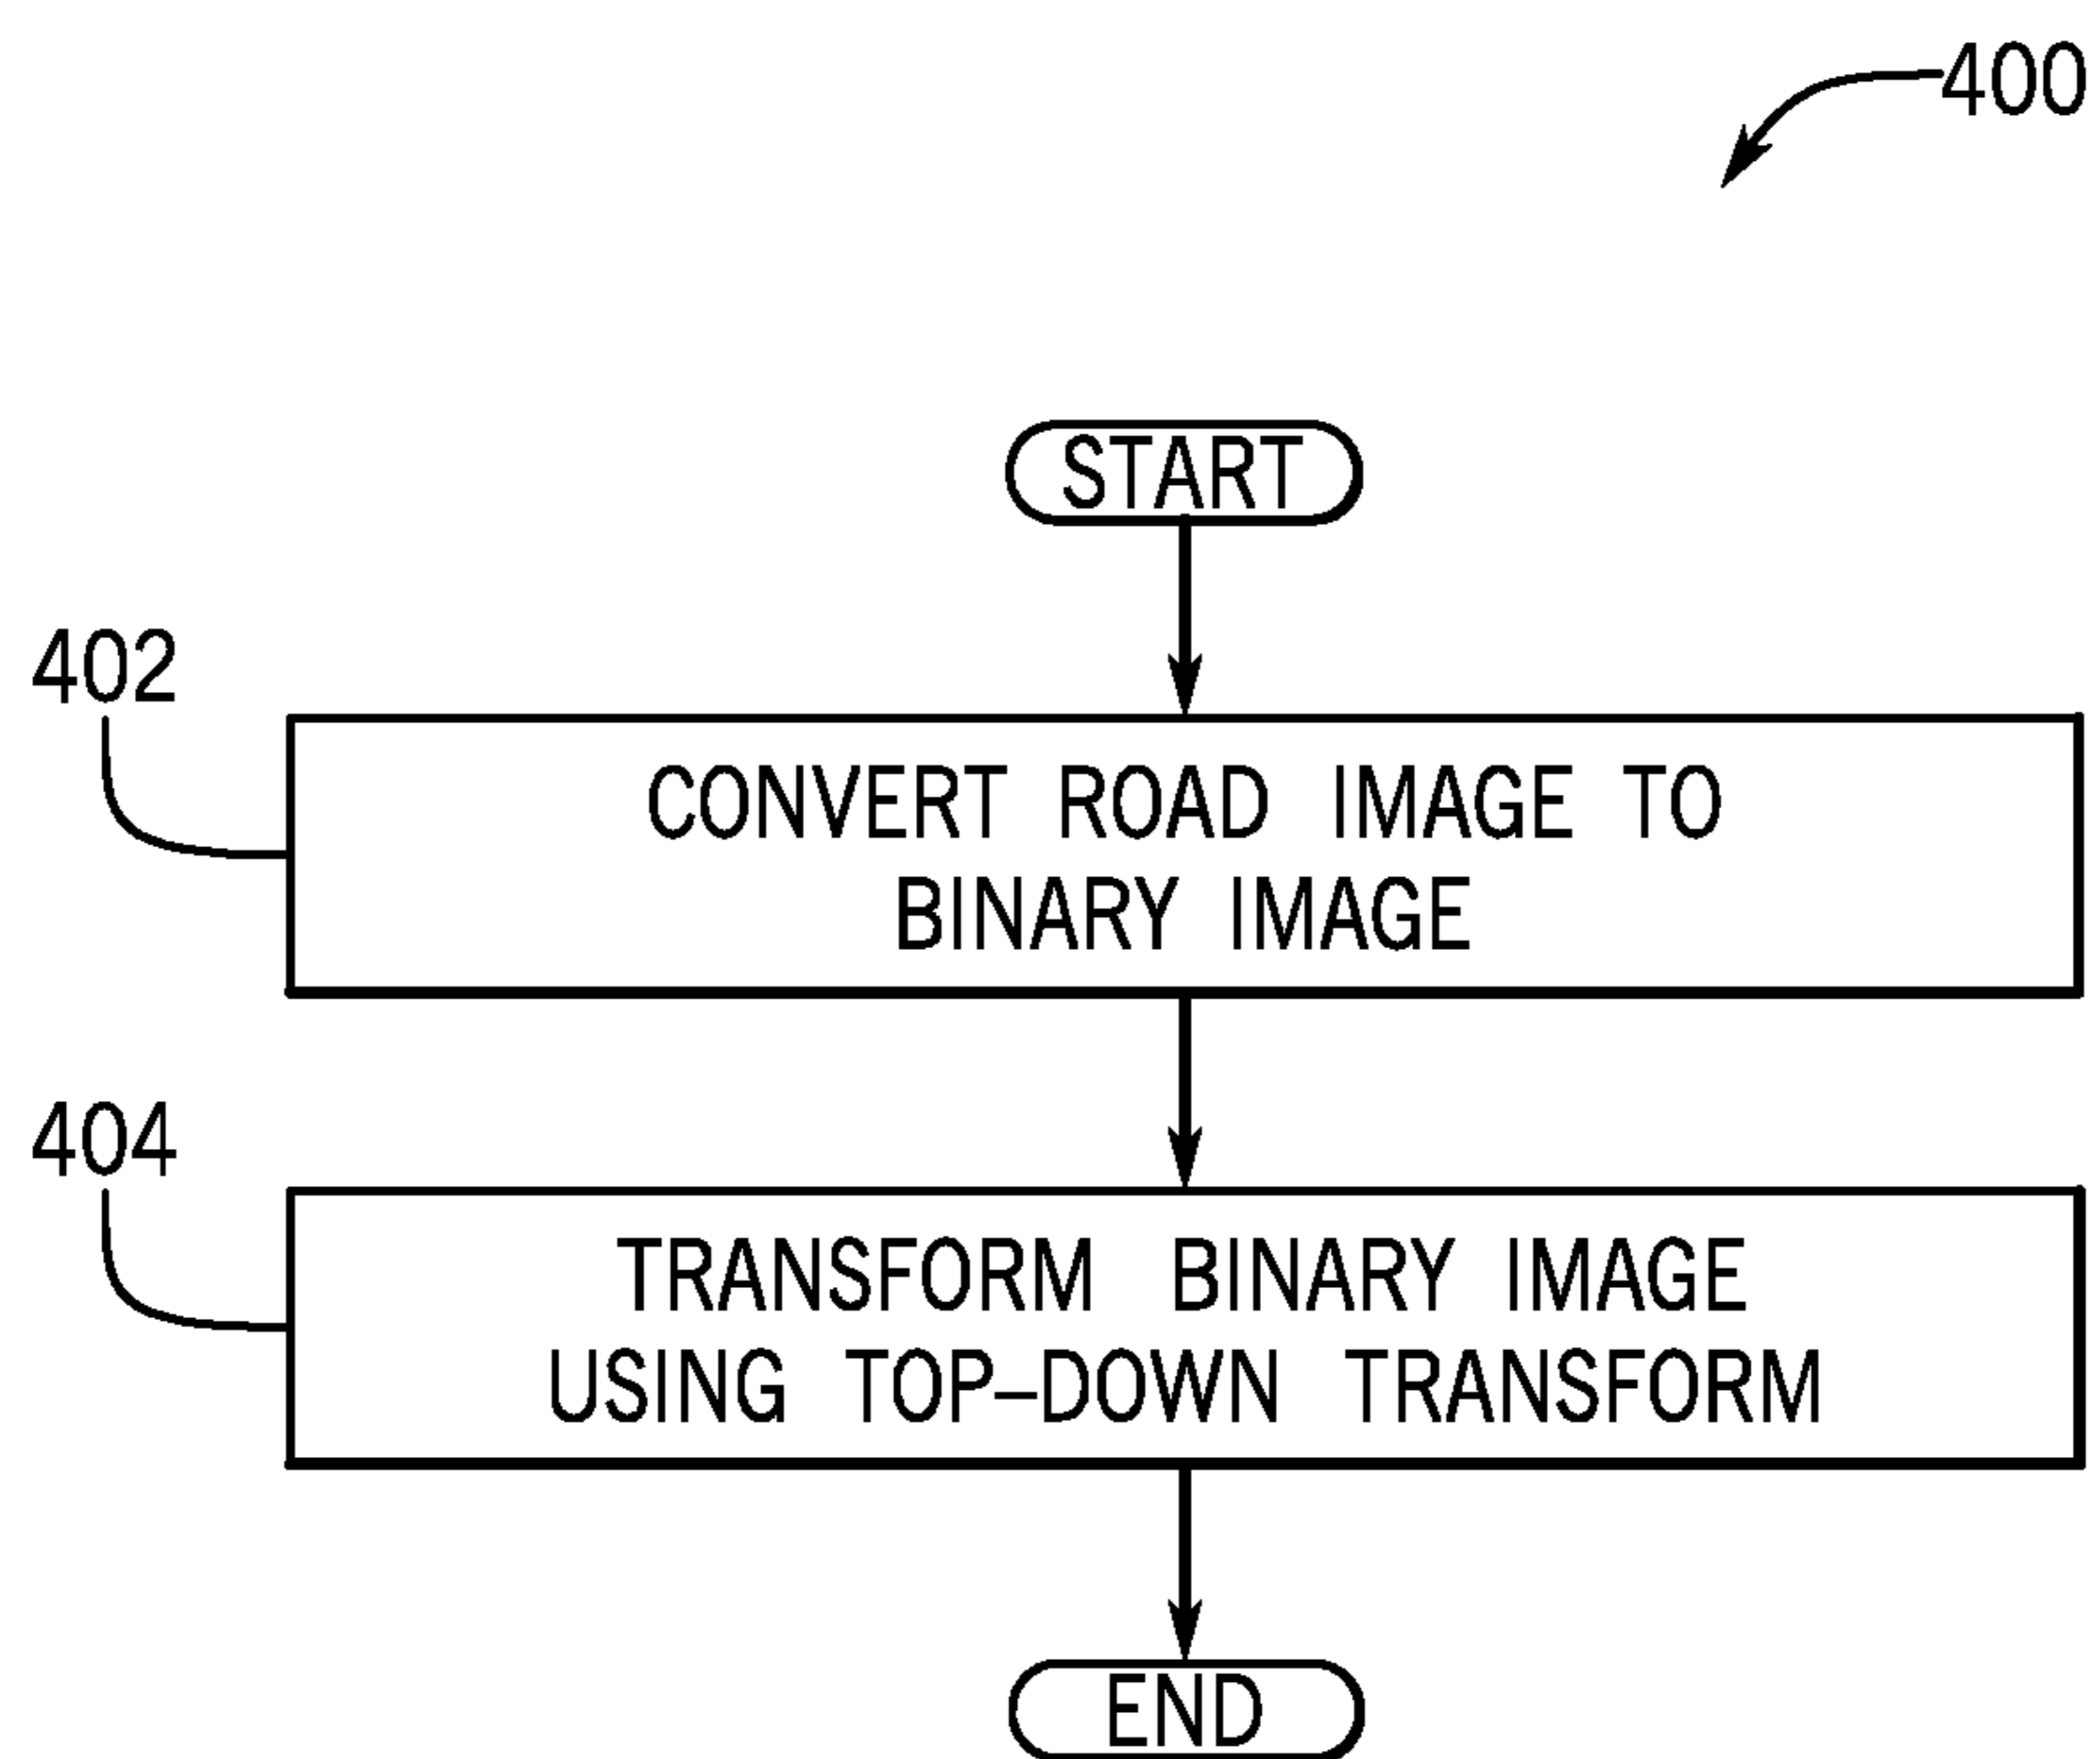 400
START
402
CONVERT ROAD IMAGE TO
BINARY IMAGE
404
TRANSFORM BINARY IMAGE
USING TOP–DOWN TRANSFORM
END